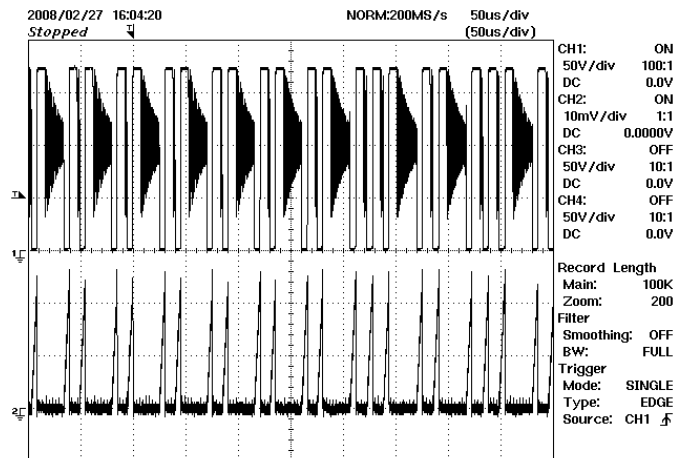 2008/02/27 16:04:20 NORM:200MS/s 50us/div
Stopped (50us/div)
CH1: ON
50V/div 100:1
DC 0.0V
CH2: ON
10mV/div 1:1
DC 0.0000V
CH3: OFF
50V/div 10:1
DC 0.0V
CH4: OFF
50V/div 10:1
DC 0.0V
Record Length
Main: 100K
Zoom: 200
Filter
Smoothing: OFF
BW: FULL
Trigger
Mode: SINGLE
Type: EDGE
Source: CH1
T
T
1
2